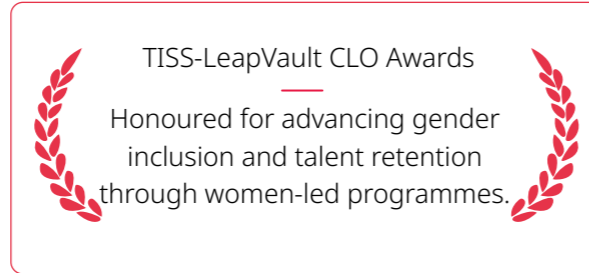 TISS-LeapVault CLO Awards
Honoured for advancing gender
inclusion and talent retention
through women-led programmes.